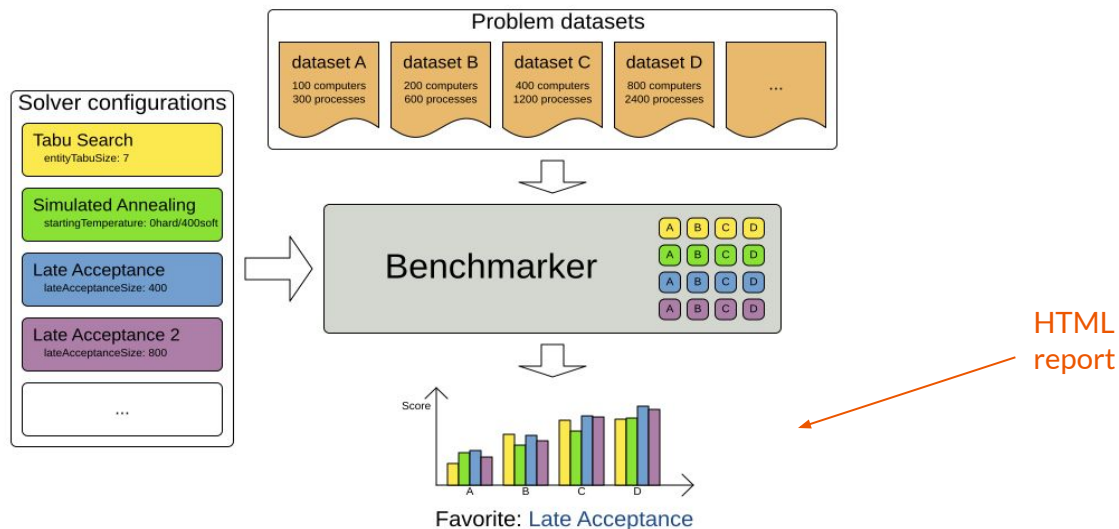 Problem datasets
dataset A
100 computers
300 processes
dataset B
200 computers
600 processes
dataset C
400 computers
1200 processes
dataset D
800 computers
2400 processes
...
Solver configurations
Tabu Search
entityTabuSize: 7
Simulated Annealing
startingTemperature: 0hard/400soft
Late Acceptance
lateAcceptanceSize: 400
Late Acceptance 2
lateAcceptanceSize: 800
...
Benchmarker
A B C D
A B C D
A B C D
A B C D
HTML
report
Score
A B C D
Favorite: Late Acceptance